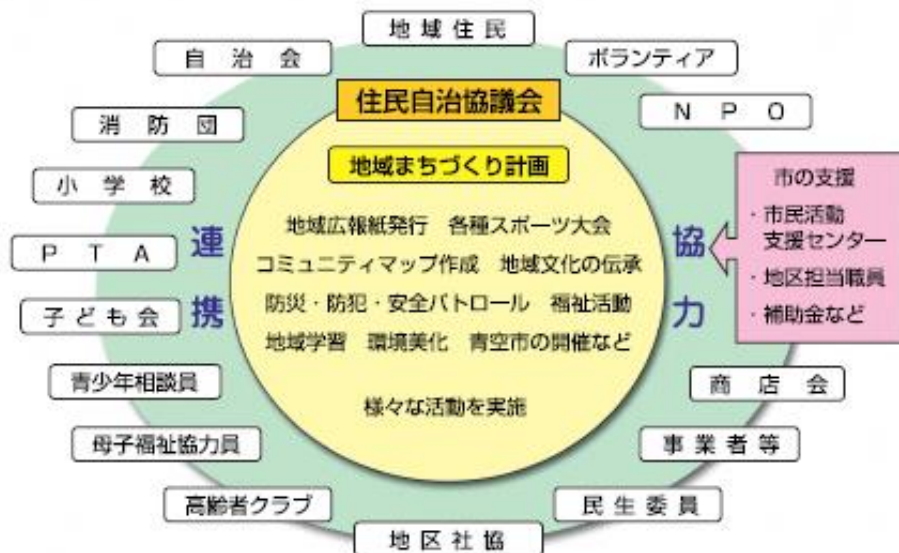 地域住民
自治会
ボランティア
消防団
NPO
小学校
PTA
子ども会
青少年相談員
母子福祉協力員
高齢者クラブ
地区社協
民生委員
事業者等
商店会
連携
協力
住民自治協議会
地域まちづくり計画
地域広報紙発行 各種スポーツ大会
コミュニティマップ作成 地域文化の伝承
防災・防犯・安全パトロール 福祉活動
地域学習 環境美化 青空市の開催など
様々な活動を実施
市の支援
・市民活動
支援センター
・地区担当職員
・補助金など